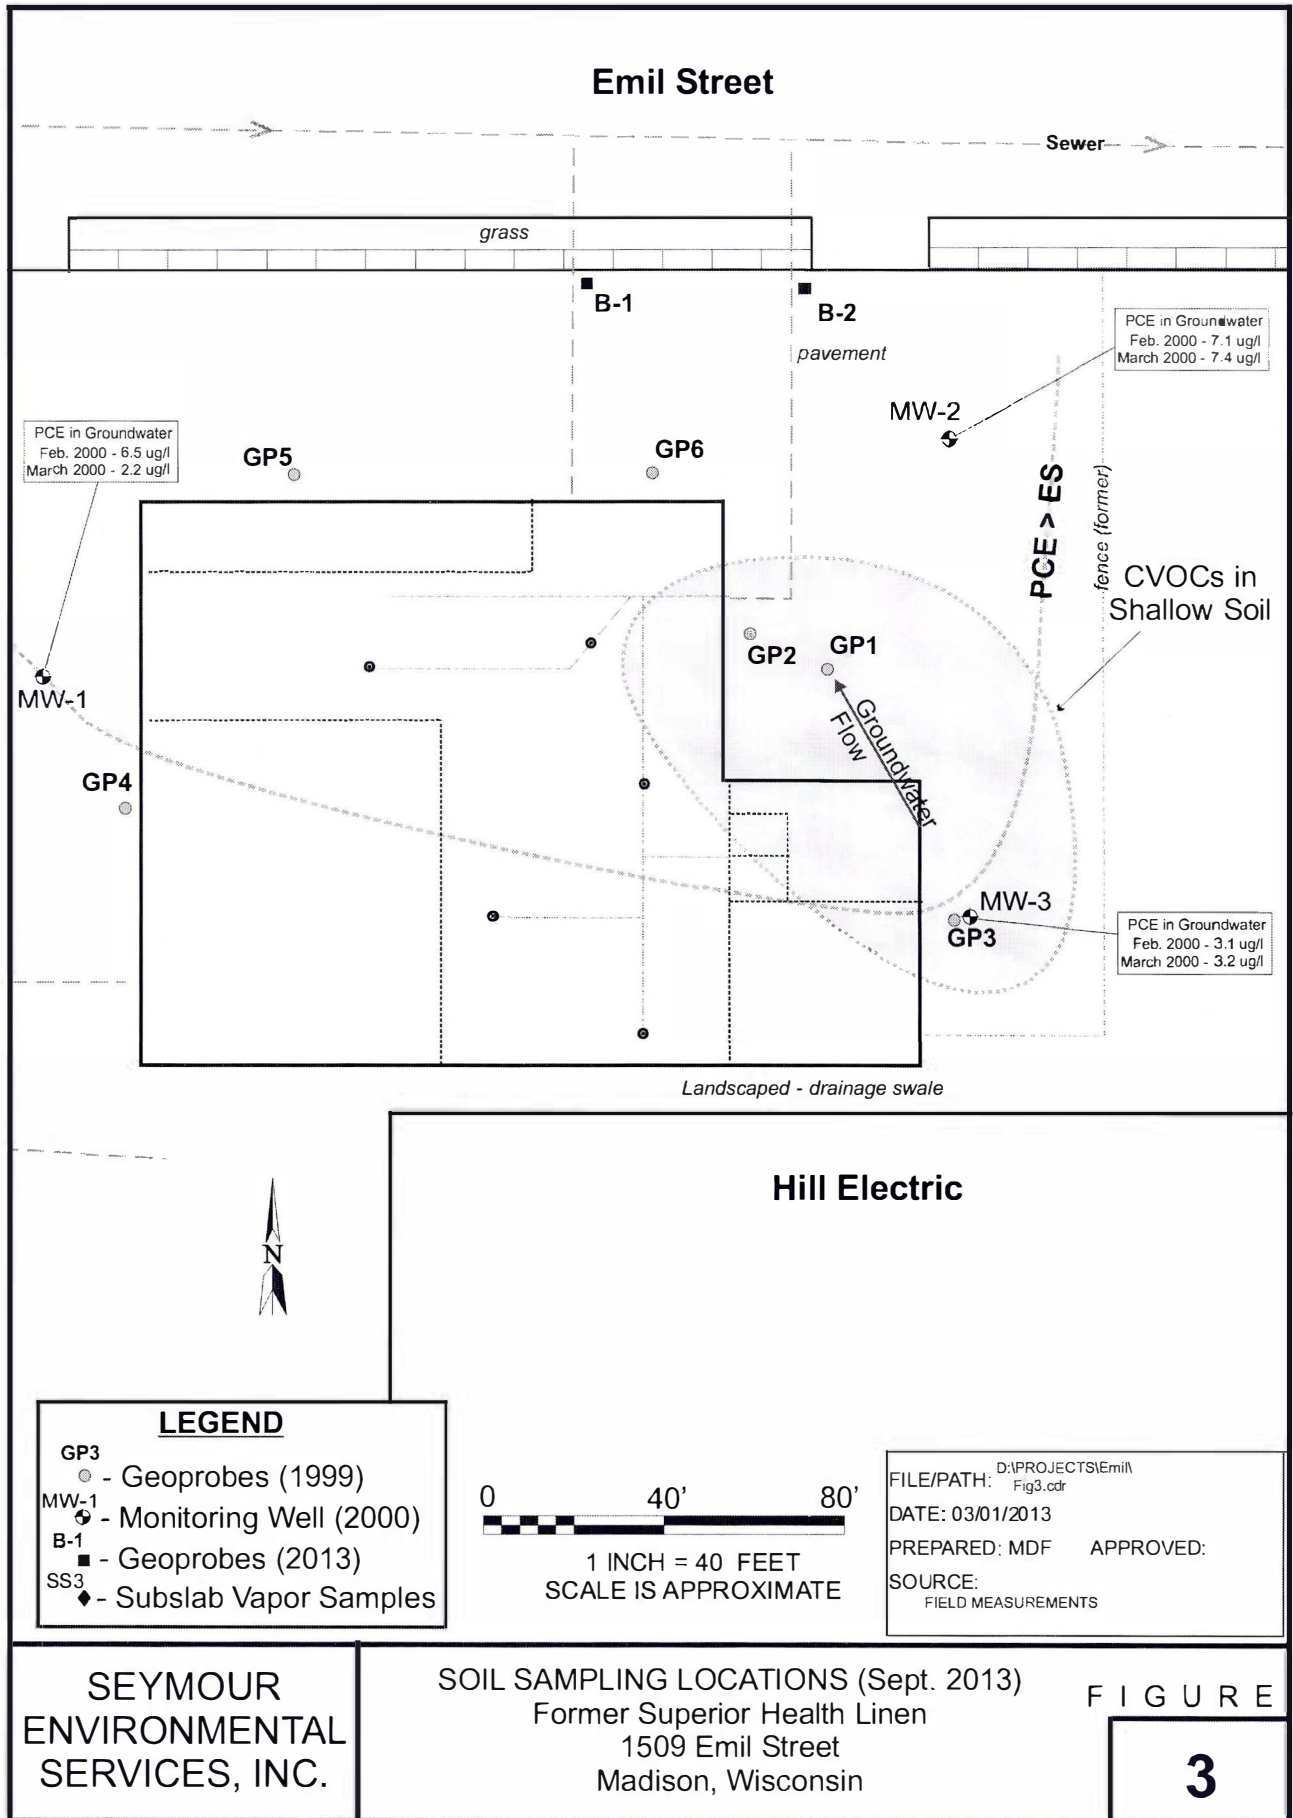 Emil Street
Sewer
grass
B-1
B-2
pavement
PCE in Groundwater
Feb. 2000 - 7.1 ug/l
March 2000 - 7.4 ug/l
MW-2
PCE in Groundwater
Feb. 2000 - 6.5 ug/l
March 2000 - 2.2 ug/l
GP5
GP6
PCE > ES
fence (former)
CVOCs in
Shallow Soil
GP2
GP1
MW-1
Groundwater
Flow
GP4
MW-3
GP3
PCE in Groundwater
Feb. 2000 - 3.1 ug/l
March 2000 - 3.2 ug/l
Landscaped - drainage swale
Hill Electric
N
LEGEND
GP3
- Geoprobes (1999)
MW-1
- Monitoring Well (2000)
B-1
- Geoprobes (2013)
SS3
- Subslab Vapor Samples
0 40' 80'
1 INCH = 40 FEET
SCALE IS APPROXIMATE
FILE/PATH: D:\PROJECTS\Emil\
Fig3.cdr
DATE: 03/01/2013
PREPARED: MDF APPROVED:
SOURCE:
FIELD MEASUREMENTS
SEYMOUR
ENVIRONMENTAL
SERVICES, INC.
SOIL SAMPLING LOCATIONS (Sept. 2013)
Former Superior Health Linen
1509 Emil Street
Madison, Wisconsin
FIGURE
3